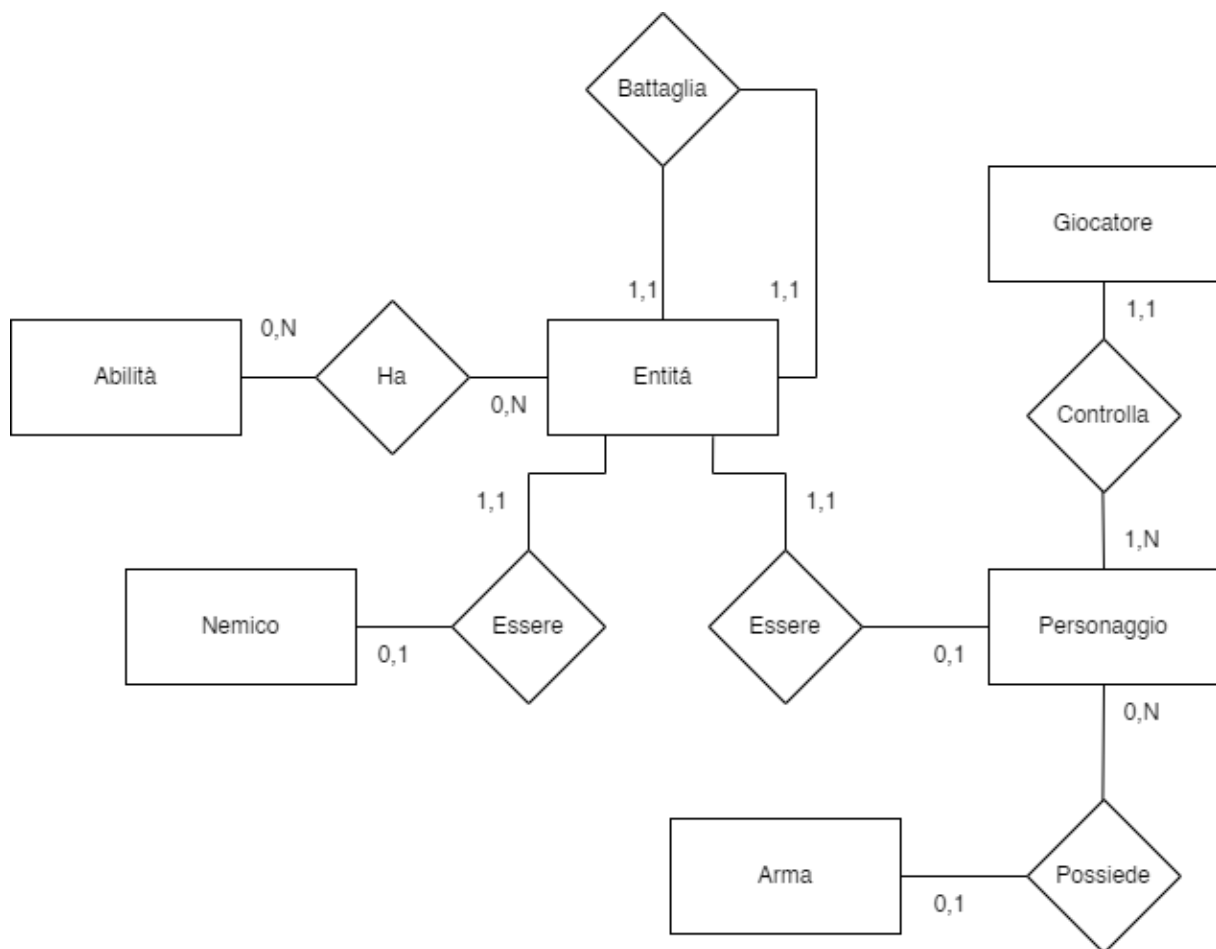 Battaglia
Giocatore
1,1
1,1
1,1
0,N
Abilità
Ha
Entitá
0,N
Controlla
1,1
1,1
1,N
Nemico
Essere
Essere
Personaggio
0,1
0,1
0,N
Arma
Possiede
0,1